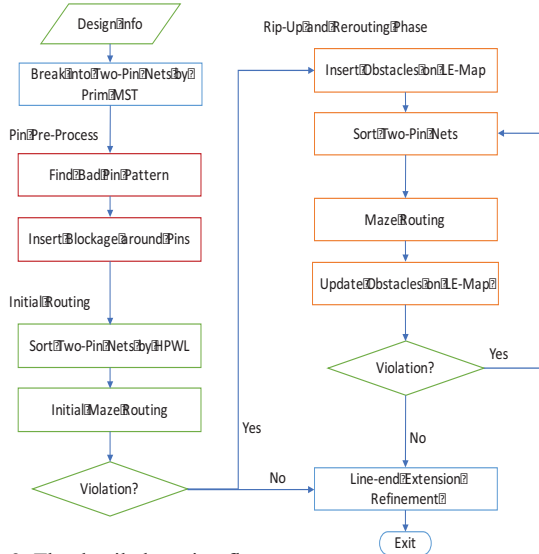 Design Info
Break into Two-Pin Nets by
Prim MST
Pin Pre-Process
Find Bad Pin Pattern
Insert Blockage around Pins
Initial Routing
Sort Two-Pin Nets by HPWL
Initial Maze Routing
Violation?
Yes
No
Rip-Up and Rerouting Phase
Insert Obstacles on LE-Map
Sort Two-Pin Nets
Maze Routing
Update Obstacles on LE-Map
Violation?
Yes
No
Line-end Extension
Refinement
Exit